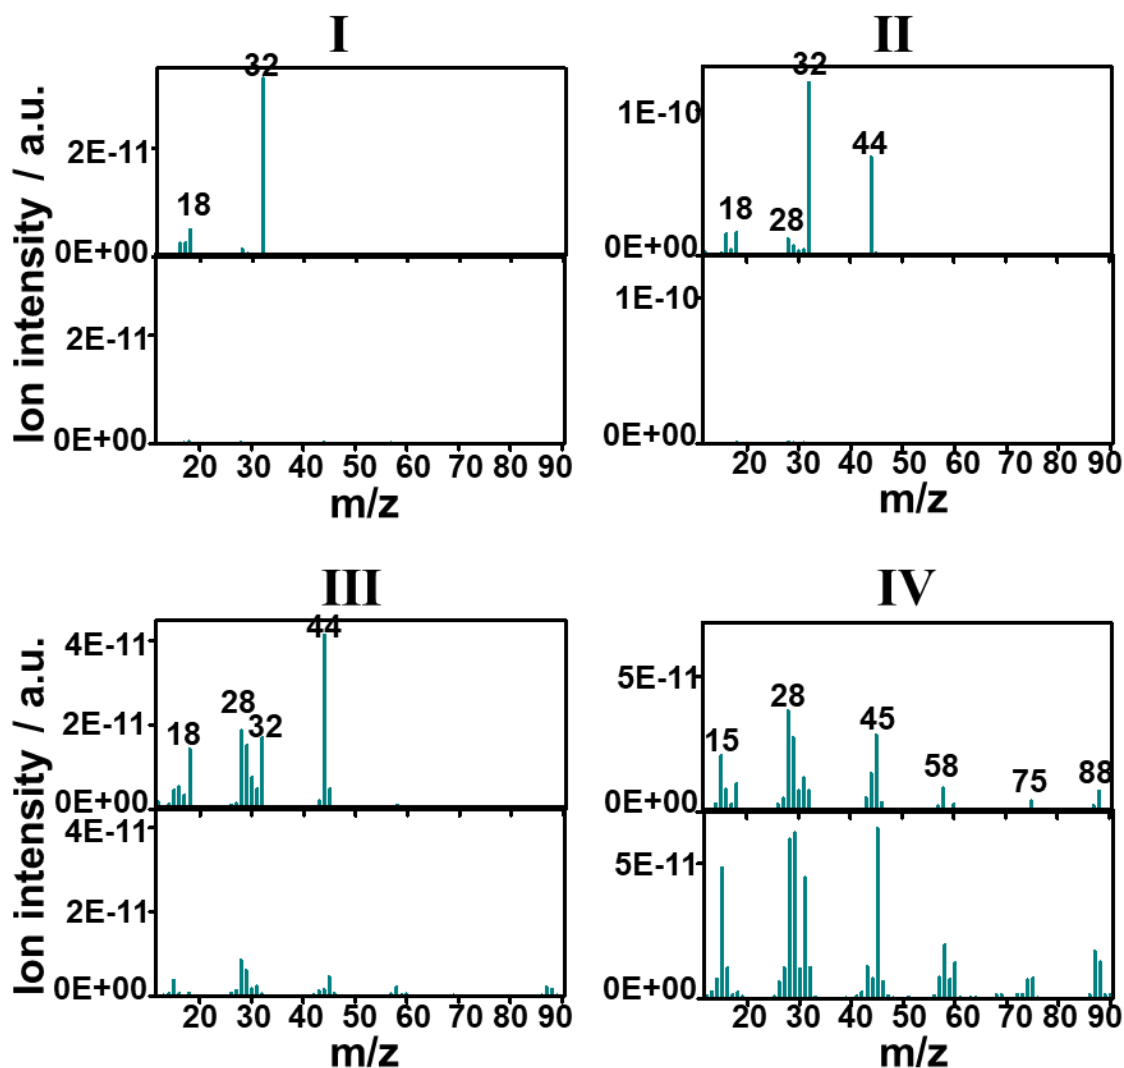 I
II
Ion intensity / a.u.
2E-11
0E+00
32
18
2E-11
0E+00
20 30 40 50 60 70 80 90
m/z
1E-10
0E+00
32
44
18
28
1E-10
0E+00
20 30 40 50 60 70 80 90
m/z
III
IV
Ion intensity / a.u.
4E-11
2E-11
0E+00
44
28
32
18
4E-11
2E-11
0E+00
20 30 40 50 60 70 80 90
m/z
5E-11
0E+00
28
15
45
58
75
88
5E-11
0E+00
20 30 40 50 60 70 80 90
m/z